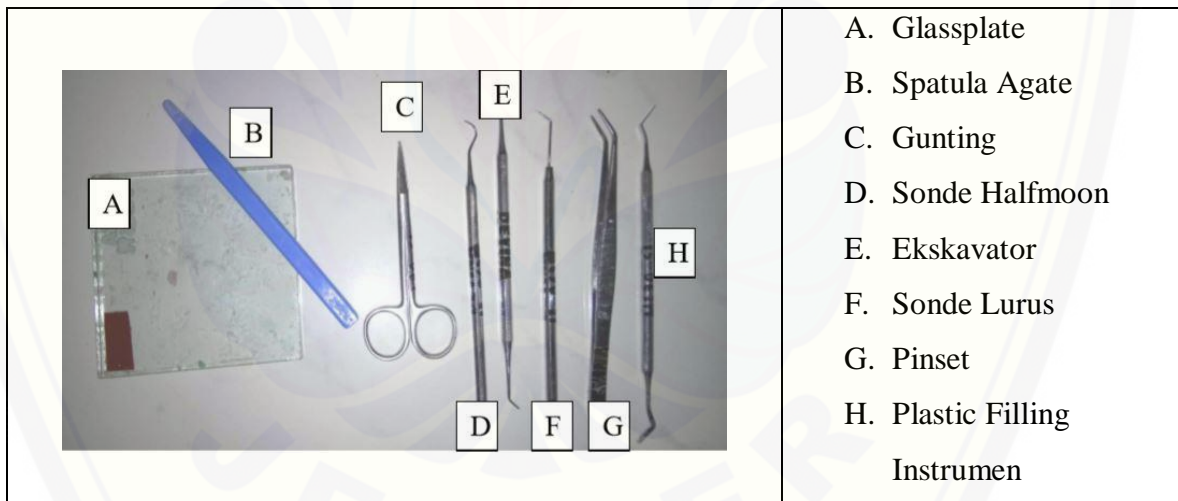 A. Glassplate
B. Spatula Agate
C. Gunting
D. Sonde Halfmoon
E. Ekskavator
F. Sonde Lurus
G. Pinset
H. Plastic Filling
Instrumen
A
B
C
E
H
D
F
G